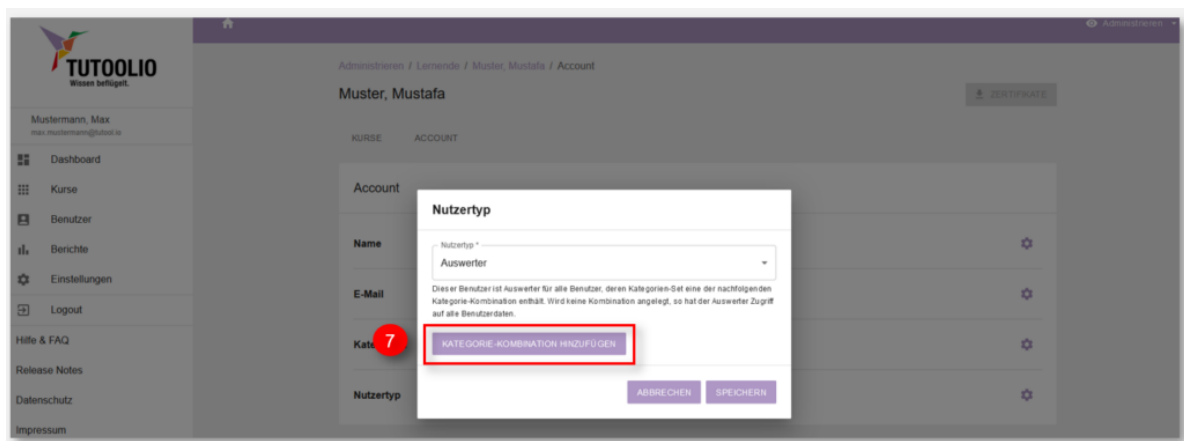 Administrieren
TUTOOLIO
Wissen beflügelt.
Mustermann, Max
max.mustermann@tutool.ie
Dashboard
Kurse
Benutzer
Berichte
Einstellungen
Logout
Hilfe & FAQ
Release Notes
Datenschutz
Impressum
Administrieren / Lernende / Muster, Mustafa / Account
Muster, Mustafa
ZERTIFIKATE
KURSE ACCOUNT
Account
Name
E-Mail
Kate
Nutzertyp
Nutzertyp
Nutzertyp *
Auswerter
Dieser Benutzer ist Auswerter für alle Benutzer, deren Kategorien-Set eine der nachfolgenden
Kategorie-Kombination enthält. Wird keine Kombination angelegt, so hat der Auswerter Zugriff
auf alle Benutzerdaten.
7
KATEGORIE-KOMBINATION HINZUFÜGEN
ABBRECHEN SPEICHERN